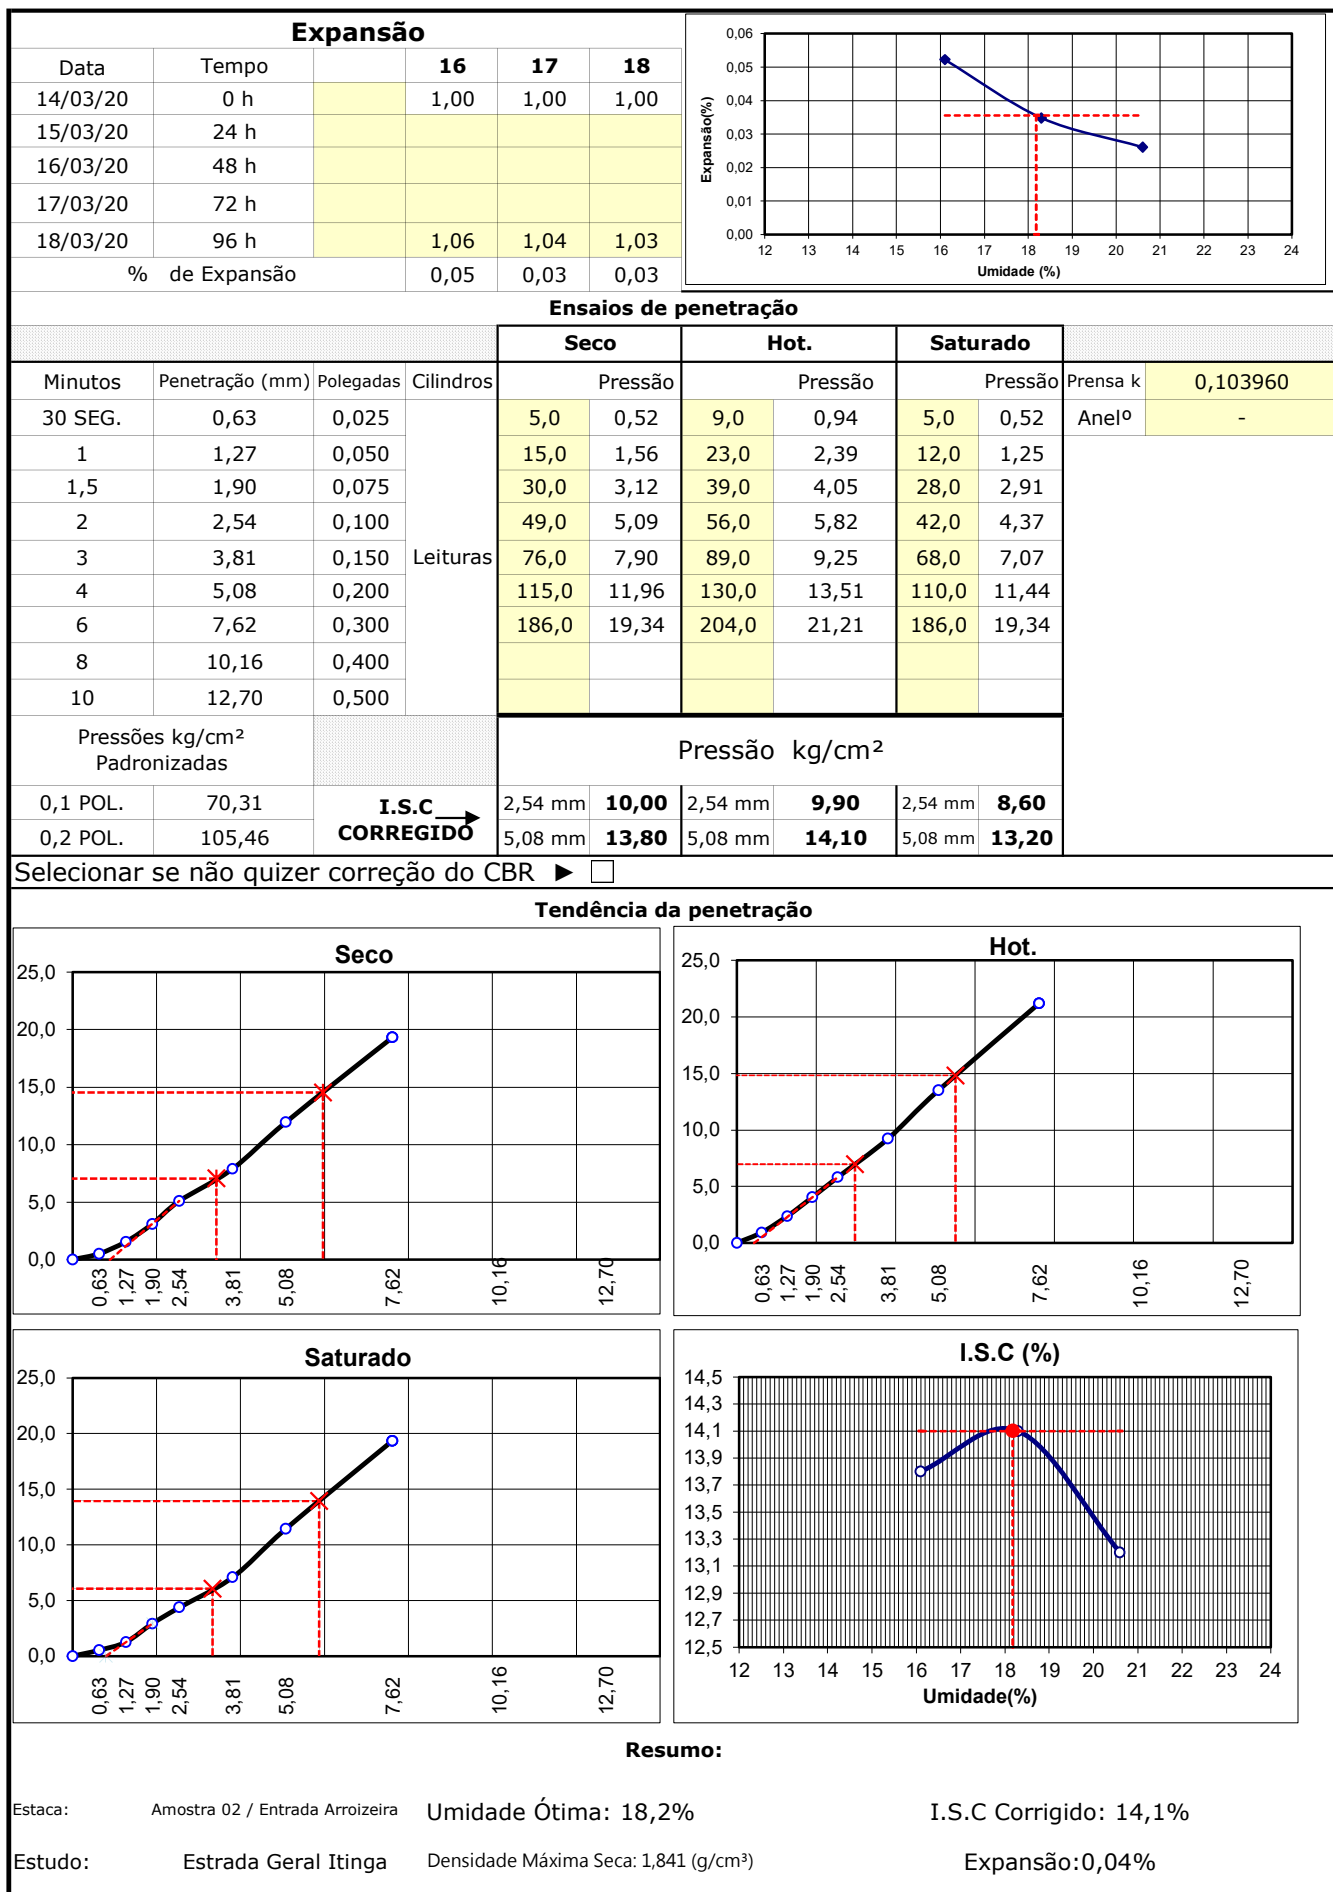 Expansão
Data Tempo 16 17 18
14/03/20 0 h 1,00 1,00 1,00
15/03/20 24 h
16/03/20 48 h
17/03/20 72 h
18/03/20 96 h 1,06 1,04 1,03
% de Expansão 0,05 0,03 0,03
0,06
0,05
0,04
0,03
0,02
0,01
0,00
Expansão(%)
12 13 14 15 16 17 18 19 20 21 22 23 24
Umidade (%)
Ensaios de penetração
Seco Hot. Saturado
Minutos Penetração (mm) Polegadas Cilindros Pressão Pressão Pressão Prensa k 0,103960
30 SEG. 0,63 0,025 5,0 0,52 9,0 0,94 5,0 0,52 Anelº -
1 1,27 0,050 15,0 1,56 23,0 2,39 12,0 1,25
1,5 1,90 0,075 30,0 3,12 39,0 4,05 28,0 2,91
2 2,54 0,100 49,0 5,09 56,0 5,82 42,0 4,37
3 3,81 0,150 Leituras 76,0 7,90 89,0 9,25 68,0 7,07
4 5,08 0,200 115,0 11,96 130,0 13,51 110,0 11,44
6 7,62 0,300 186,0 19,34 204,0 21,21 186,0 19,34
8 10,16 0,400
10 12,70 0,500
Pressões kg/cm²
Padronizadas
Pressão kg/cm²
0,1 POL. 70,31 I.S.C 2,54 mm 10,00 2,54 mm 9,90 2,54 mm 8,60
0,2 POL. 105,46 CORREGIDO 5,08 mm 13,80 5,08 mm 14,10 5,08 mm 13,20
Selecionar se não quizer correção do CBR ► ☐
Tendência da penetração
Seco
25,0
20,0
15,0
10,0
5,0
0,0
0,63 1,27 1,90 2,54 3,81 5,08 7,62 10,16 12,70
Hot.
25,0
20,0
15,0
10,0
5,0
0,0
0,63 1,27 1,90 2,54 3,81 5,08 7,62 10,16 12,70
Saturado
25,0
20,0
15,0
10,0
5,0
0,0
0,63 1,27 1,90 2,54 3,81 5,08 7,62 10,16 12,70
I.S.C (%)
14,5
14,3
14,1
13,9
13,7
13,5
13,3
13,1
12,9
12,7
12,5
12 13 14 15 16 17 18 19 20 21 22 23 24
Umidade(%)
Resumo:
Estaca: Amostra 02 / Entrada Arroizeira Umidade Ótima: 18,2% I.S.C Corrigido: 14,1%
Estudo: Estrada Geral Itinga Densidade Máxima Seca: 1,841 (g/cm³) Expansão:0,04%